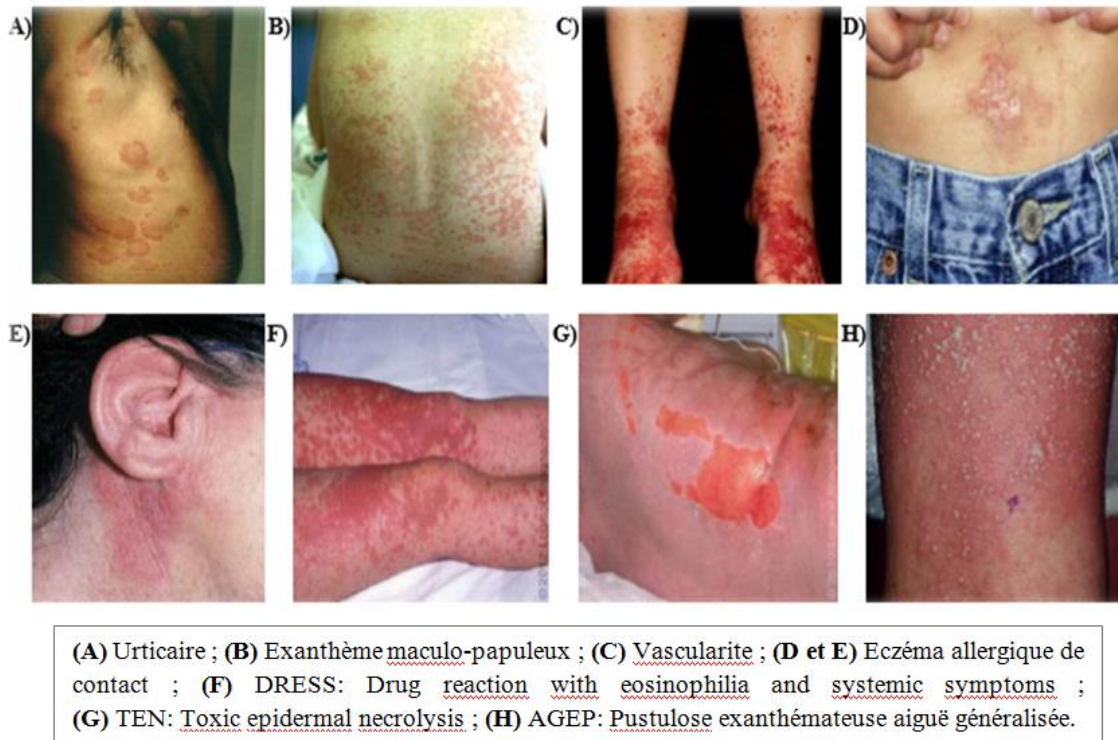 A)
B)
C)
D)
E)
F)
G)
H)
(A) Urticaire ; (B) Exanthème maculo-papuleux ; (C) Vascularite ; (D et E) Eczéma allergique de
contact ; (F) DRESS: Drug reaction with eosinophilia and systemic symptoms ;
(G) TEN: Toxic epidermal necrolysis ; (H) AGEP: Pustulose exanthémateuse aiguë généralisée.